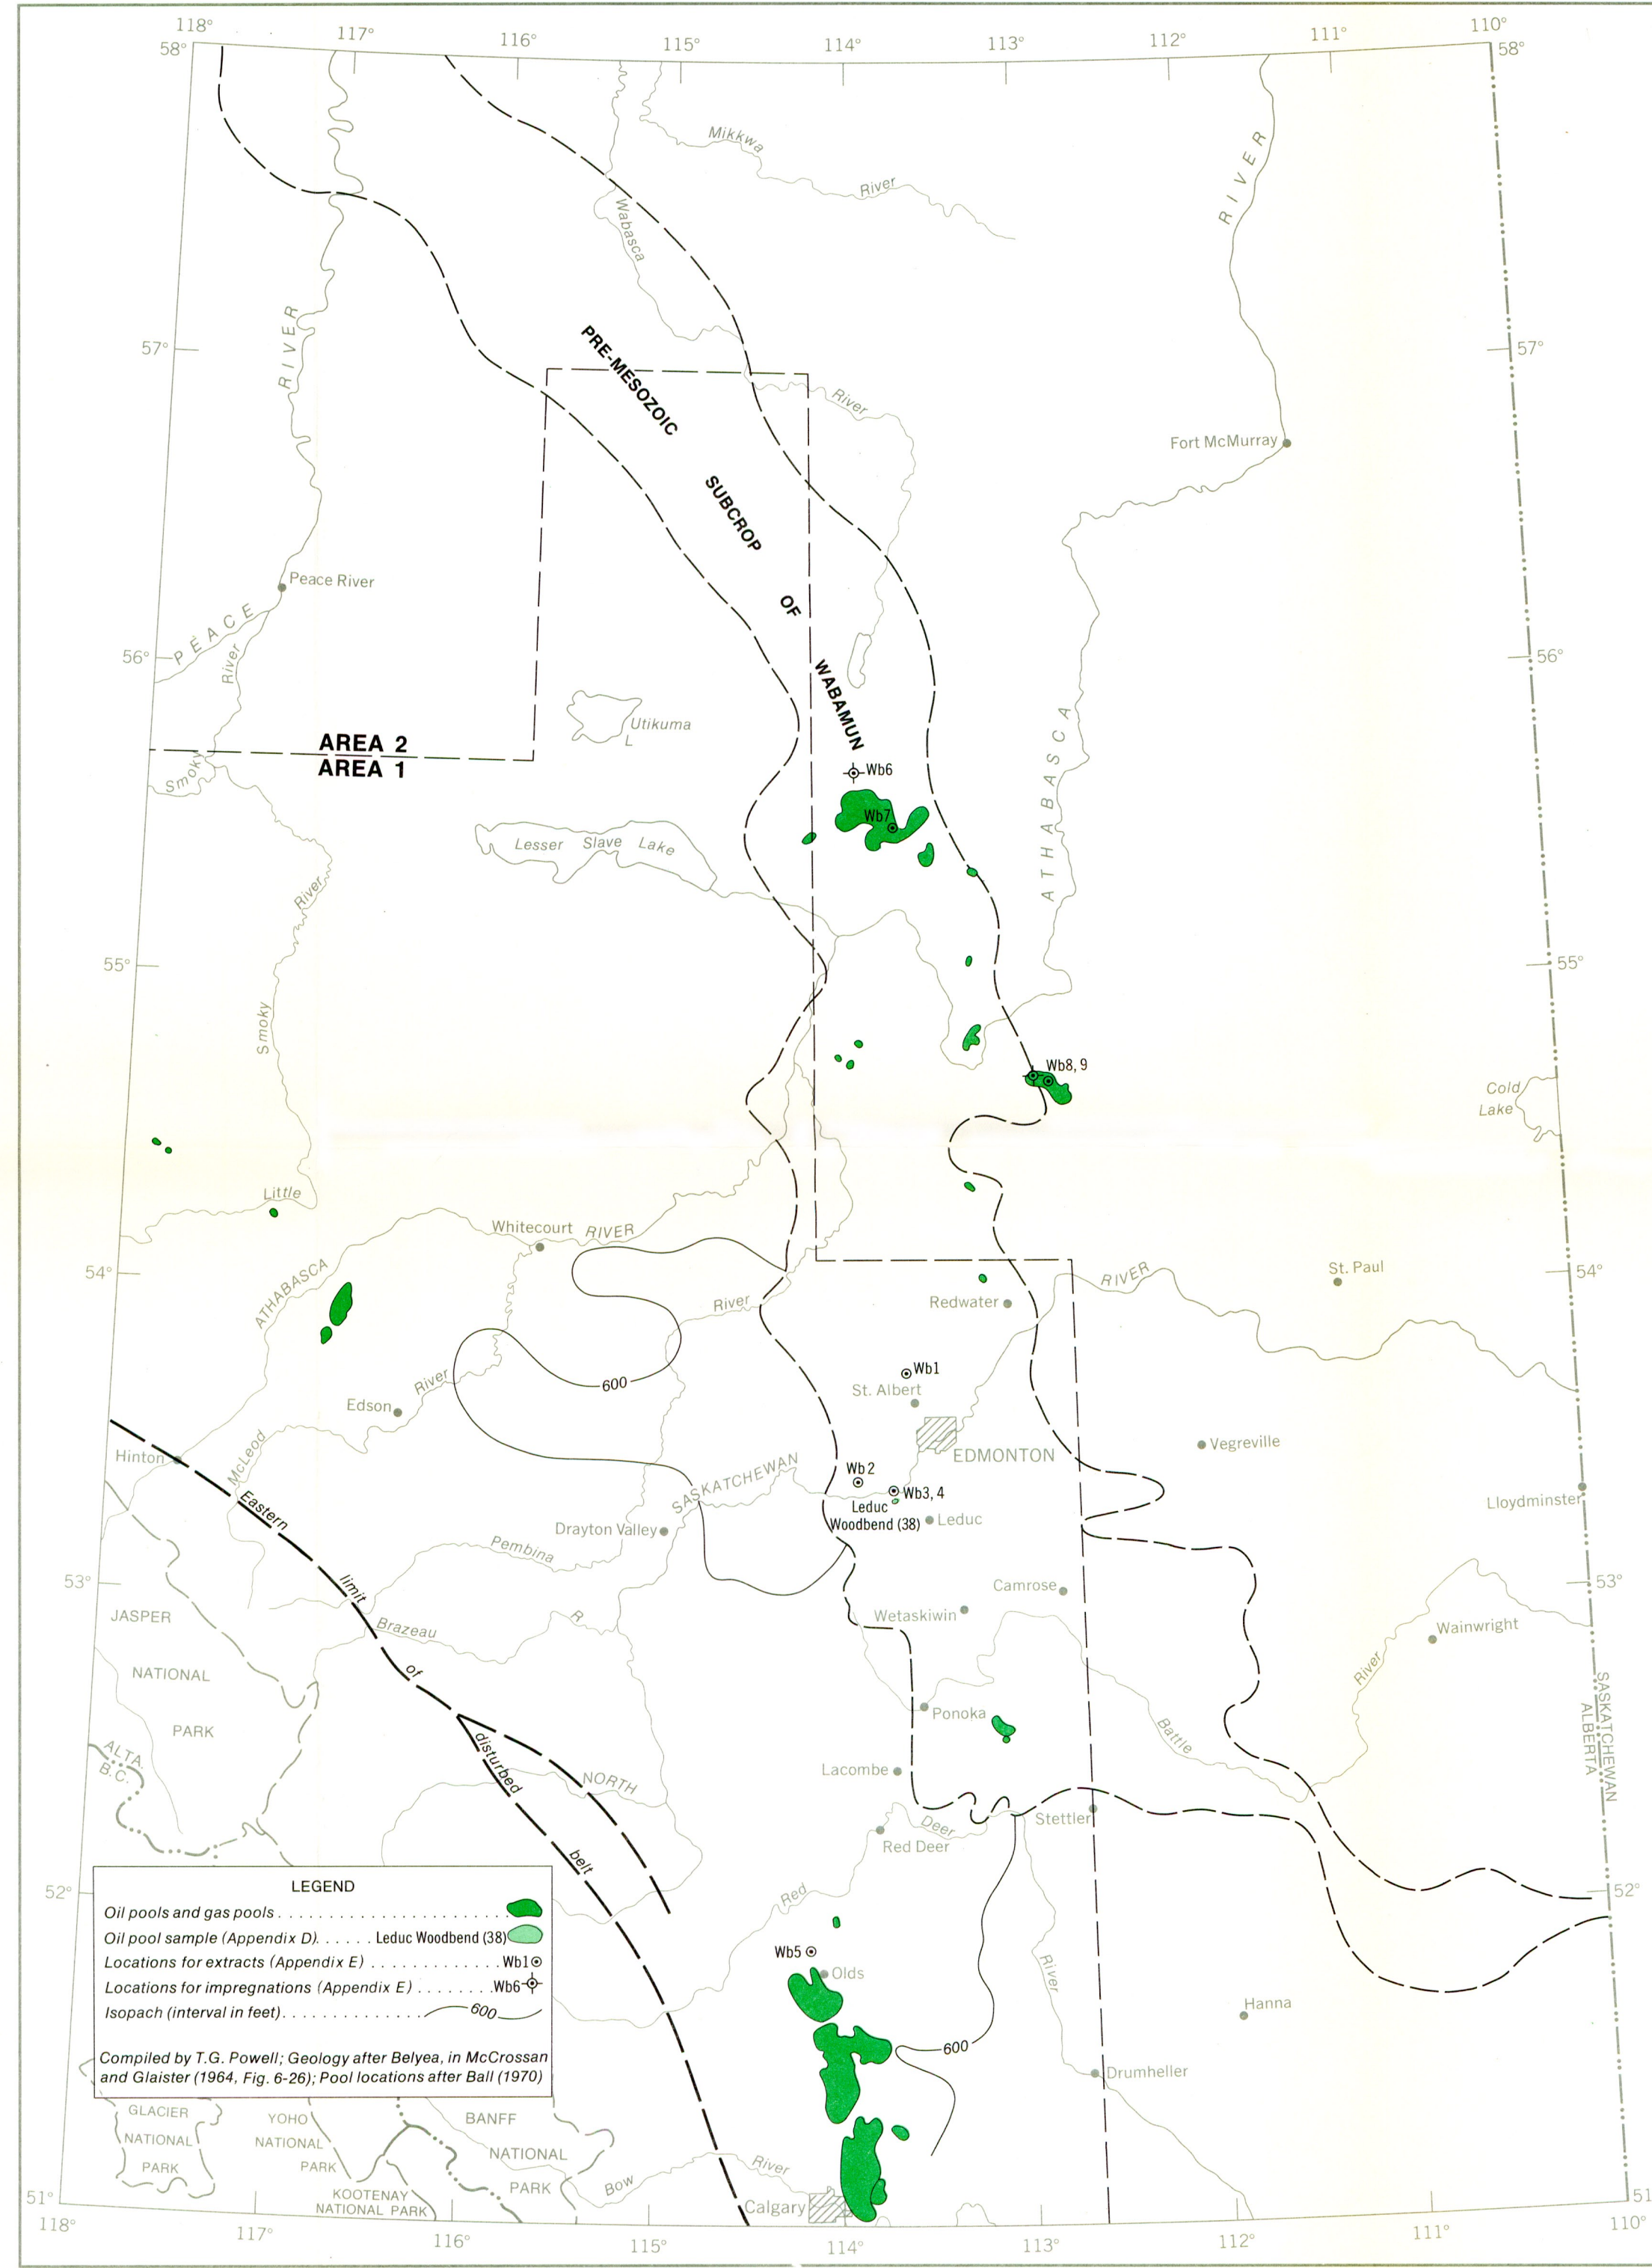 118°
117°
116°
115°
114°
113°
112°
111°
110°
58°
58°
Mikkwa
River
Wabasca
RIVER
RIVER
57°
57°
PRE-MESOZOIC
SUBCROP
OF
WABAMUN
River
Fort McMurray
Peace River
PEACE
River
56°
56°
Utikuma
L
ATHABASCA
AREA 2
AREA 1
Smoky
Wb6
Wb7
Lesser Slave Lake
River
55°
55°
Smoky
Wb8, 9
Cold
Lake
Little
Whitecourt
RIVER
54°
54°
ATHABASCA
River
RIVER
St. Paul
Redwater
Wb1
600
St. Albert
River
Edson
EDMONTON
Vegreville
Hinton
McLeod
SASKATCHEWAN
Wb2
Wb3, 4
Leduc
Woodbend (38)
Leduc
Lloydminster
Eastern
limit
of
disturbed
belt
Drayton Valley
Pembina
53°
53°
Camrose
JASPER
NATIONAL
PARK
Brazeau
R
Wetaskiwin
Wainwright
River
Battle
Ponoka
SASKATCHEWAN
ALBERTA
ALTA.
B.C.
NORTH
Lacombe
Stettler
Deer
Red Deer
Red
52°
52°
Wb5
Olds
River
Hanna
600
Drumheller
LEGEND
Oil pools and gas pools
Oil pool sample (Appendix D) Leduc Woodbend (38)
Locations for extracts (Appendix E) Wb1
Locations for impregnations (Appendix E) Wb6
Isopach (interval in feet) 600
Compiled by T.G. Powell; Geology after Belyea, in McCrossan
and Glaister (1964, Fig. 6-26); Pool locations after Ball (1970)
GLACIER
NATIONAL
PARK
YOHO
NATIONAL
PARK
BANFF
NATIONAL
PARK
KOOTENAY
NATIONAL PARK
Bow
River
Calgary
51°
51
118°
117°
116°
115°
114°
113°
112°
111°
110°